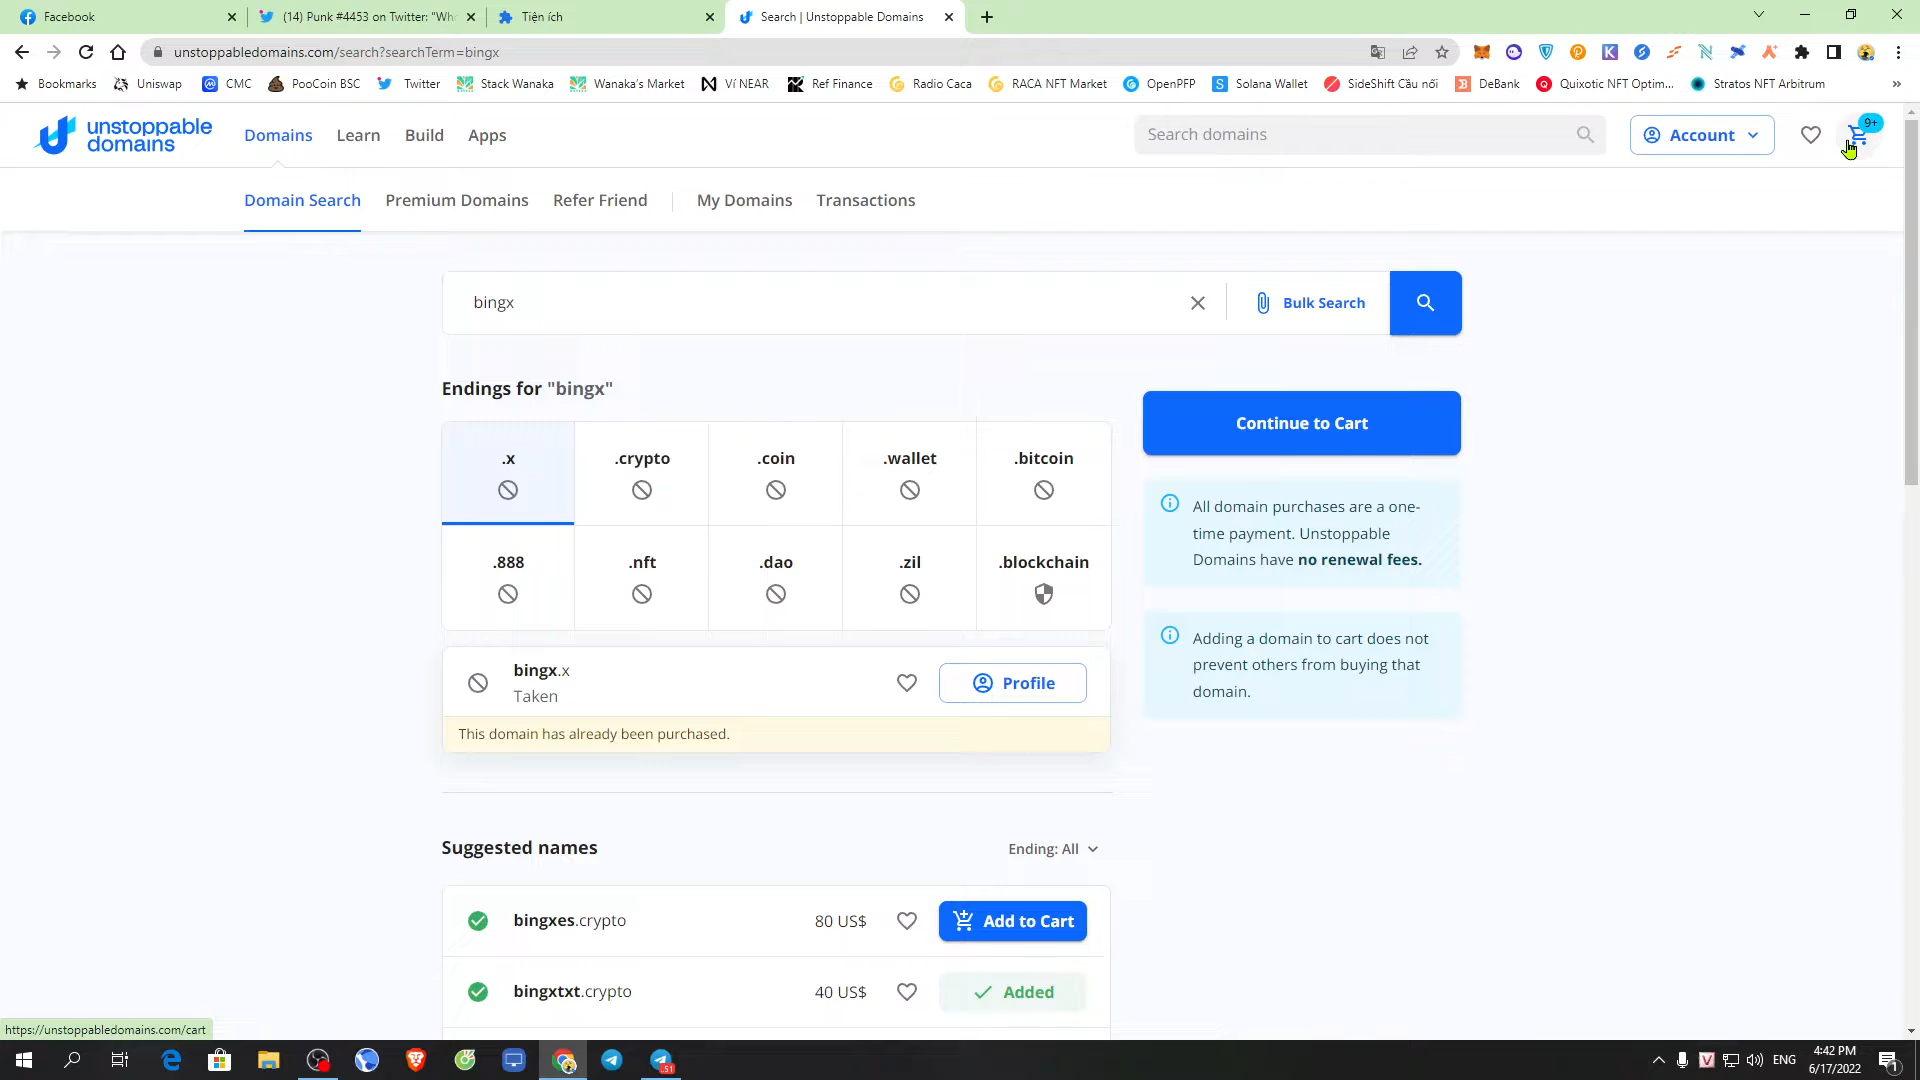 Facebook
(14) Punk #4453 on Twitter: "Wh
Tiện ích
Search | Unstoppable Domains
unstoppabledomains.com/search?searchTerm=bingx
Bookmarks
Uniswap
CMC
PooCoin BSC
Twitter
Stack Wanaka
Wanaka's Market
Ví NEAR
Ref Finance
Radio Caca
RACA NFT Market
OpenPFP
Solana Wallet
SideShift Cầu nối
DeBank
Quixotic NFT Optim...
Stratos NFT Arbitrum
unstoppable
domains
Domains
Learn
Build
Apps
Search domains
Account
9+
Domain Search
Premium Domains
Refer Friend
My Domains
Transactions
bingx
Bulk Search
Endings for "bingx"
.x
.crypto
.coin
.wallet
.bitcoin
.888
.nft
.dao
.zil
.blockchain
Continue to Cart
All domain purchases are a one-
time payment. Unstoppable
Domains have no renewal fees.
Adding a domain to cart does not
prevent others from buying that
domain.
bingx.x
Taken
Profile
This domain has already been purchased.
Suggested names
Ending: All
bingxes.crypto
80 US$
Add to Cart
bingxtxt.crypto
40 US$
Added
https://unstoppabledomains.com/cart
51
ENG
4:42 PM
6/17/2022
1